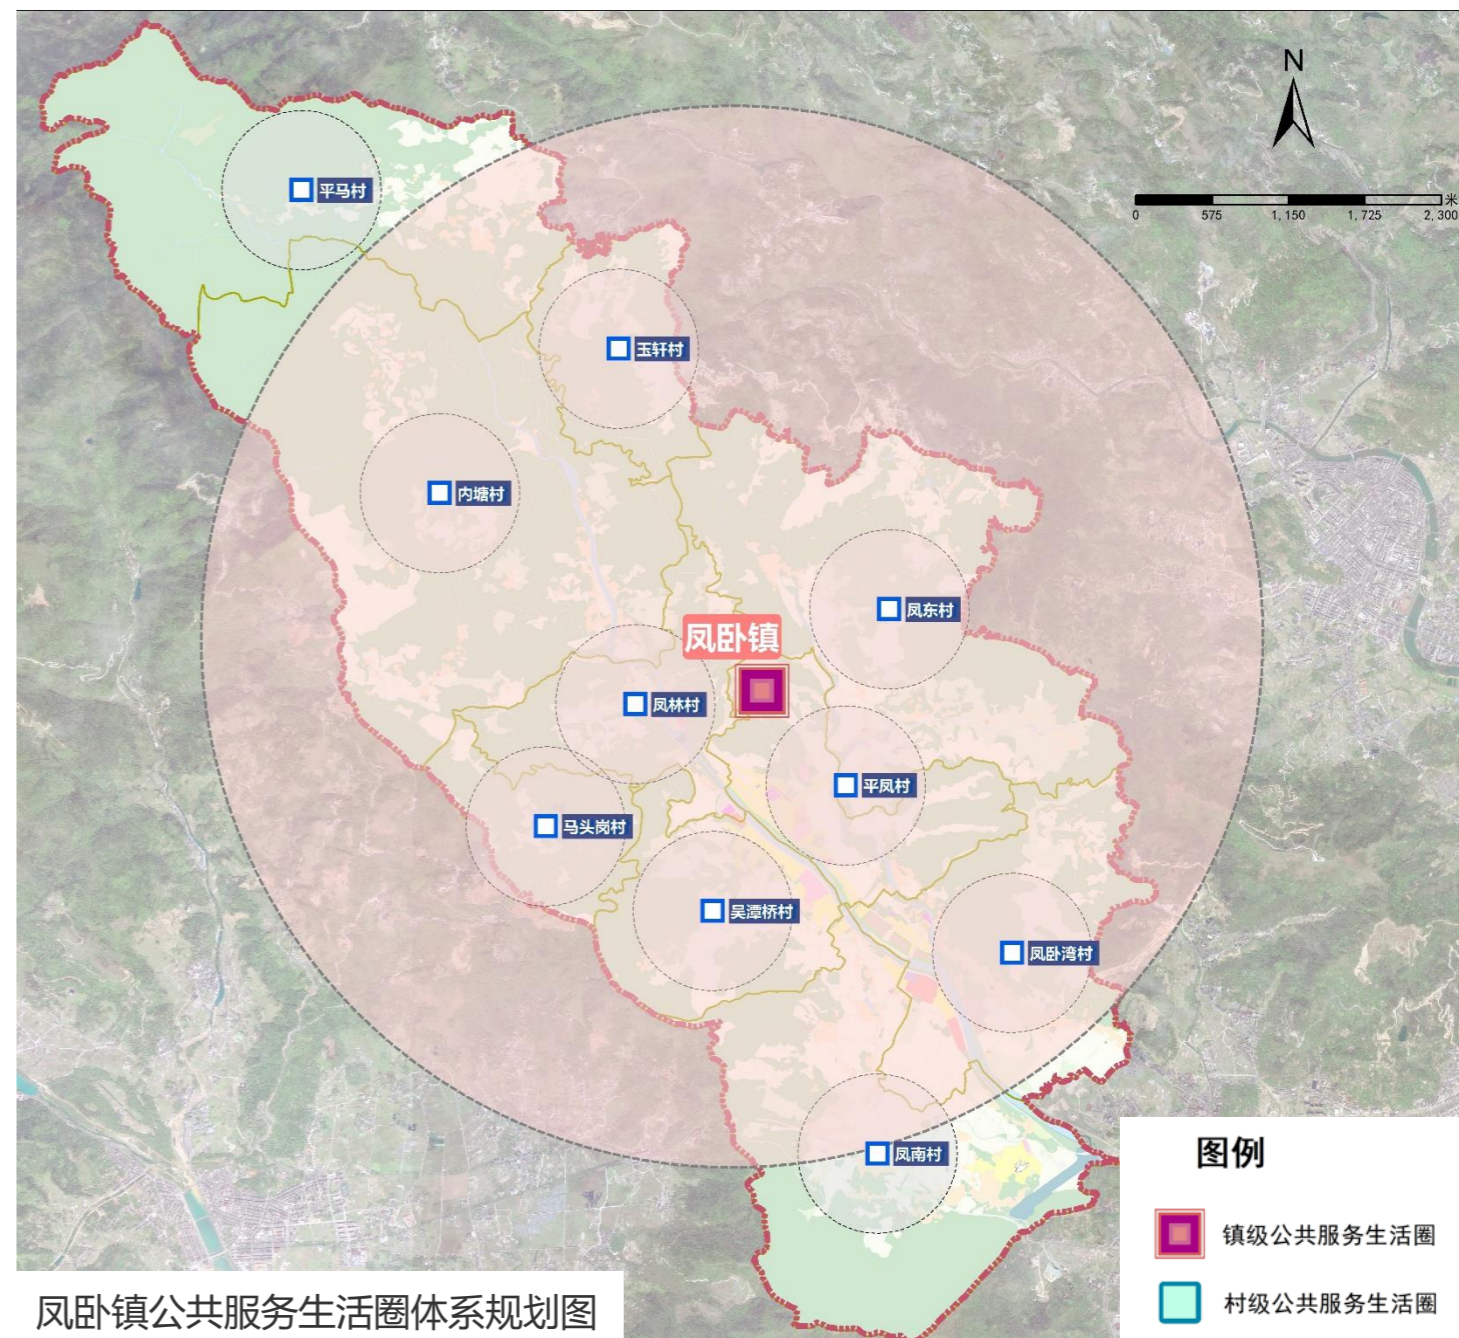 N
米
0 575 1,150 1,725 2,300
平马村
玉轩村
内塘村
凤东村
凤卧镇
凤林村
平凤村
马头岗村
吴潭桥村
凤卧湾村
凤南村
图例
镇级公共服务生活圈
村级公共服务生活圈
凤卧镇公共服务生活圈体系规划图